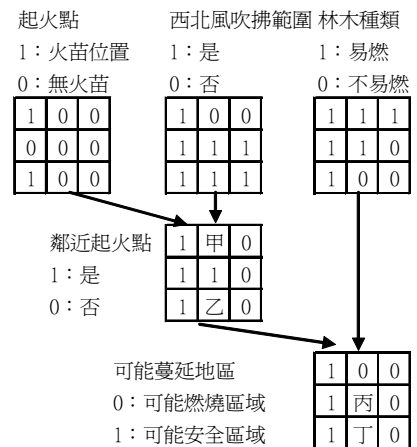 起火點 西北風吹拂範圍 林木種類
1:火苗位置 1:是 1:易燃
0:無火苗 0:否 0:不易燃
1 0 0 1 0 0 1 1 1
0 0 0 1 1 1 1 1 0
1 0 0 1 1 1 1 0 0
鄰近起火點 1 甲 0
1:是 1 1 0
0:否 1 乙 0
可能蔓延地區 1 0 0
0:可能燃燒區域 1 丙 0
1:可能安全區域 1 丁 0